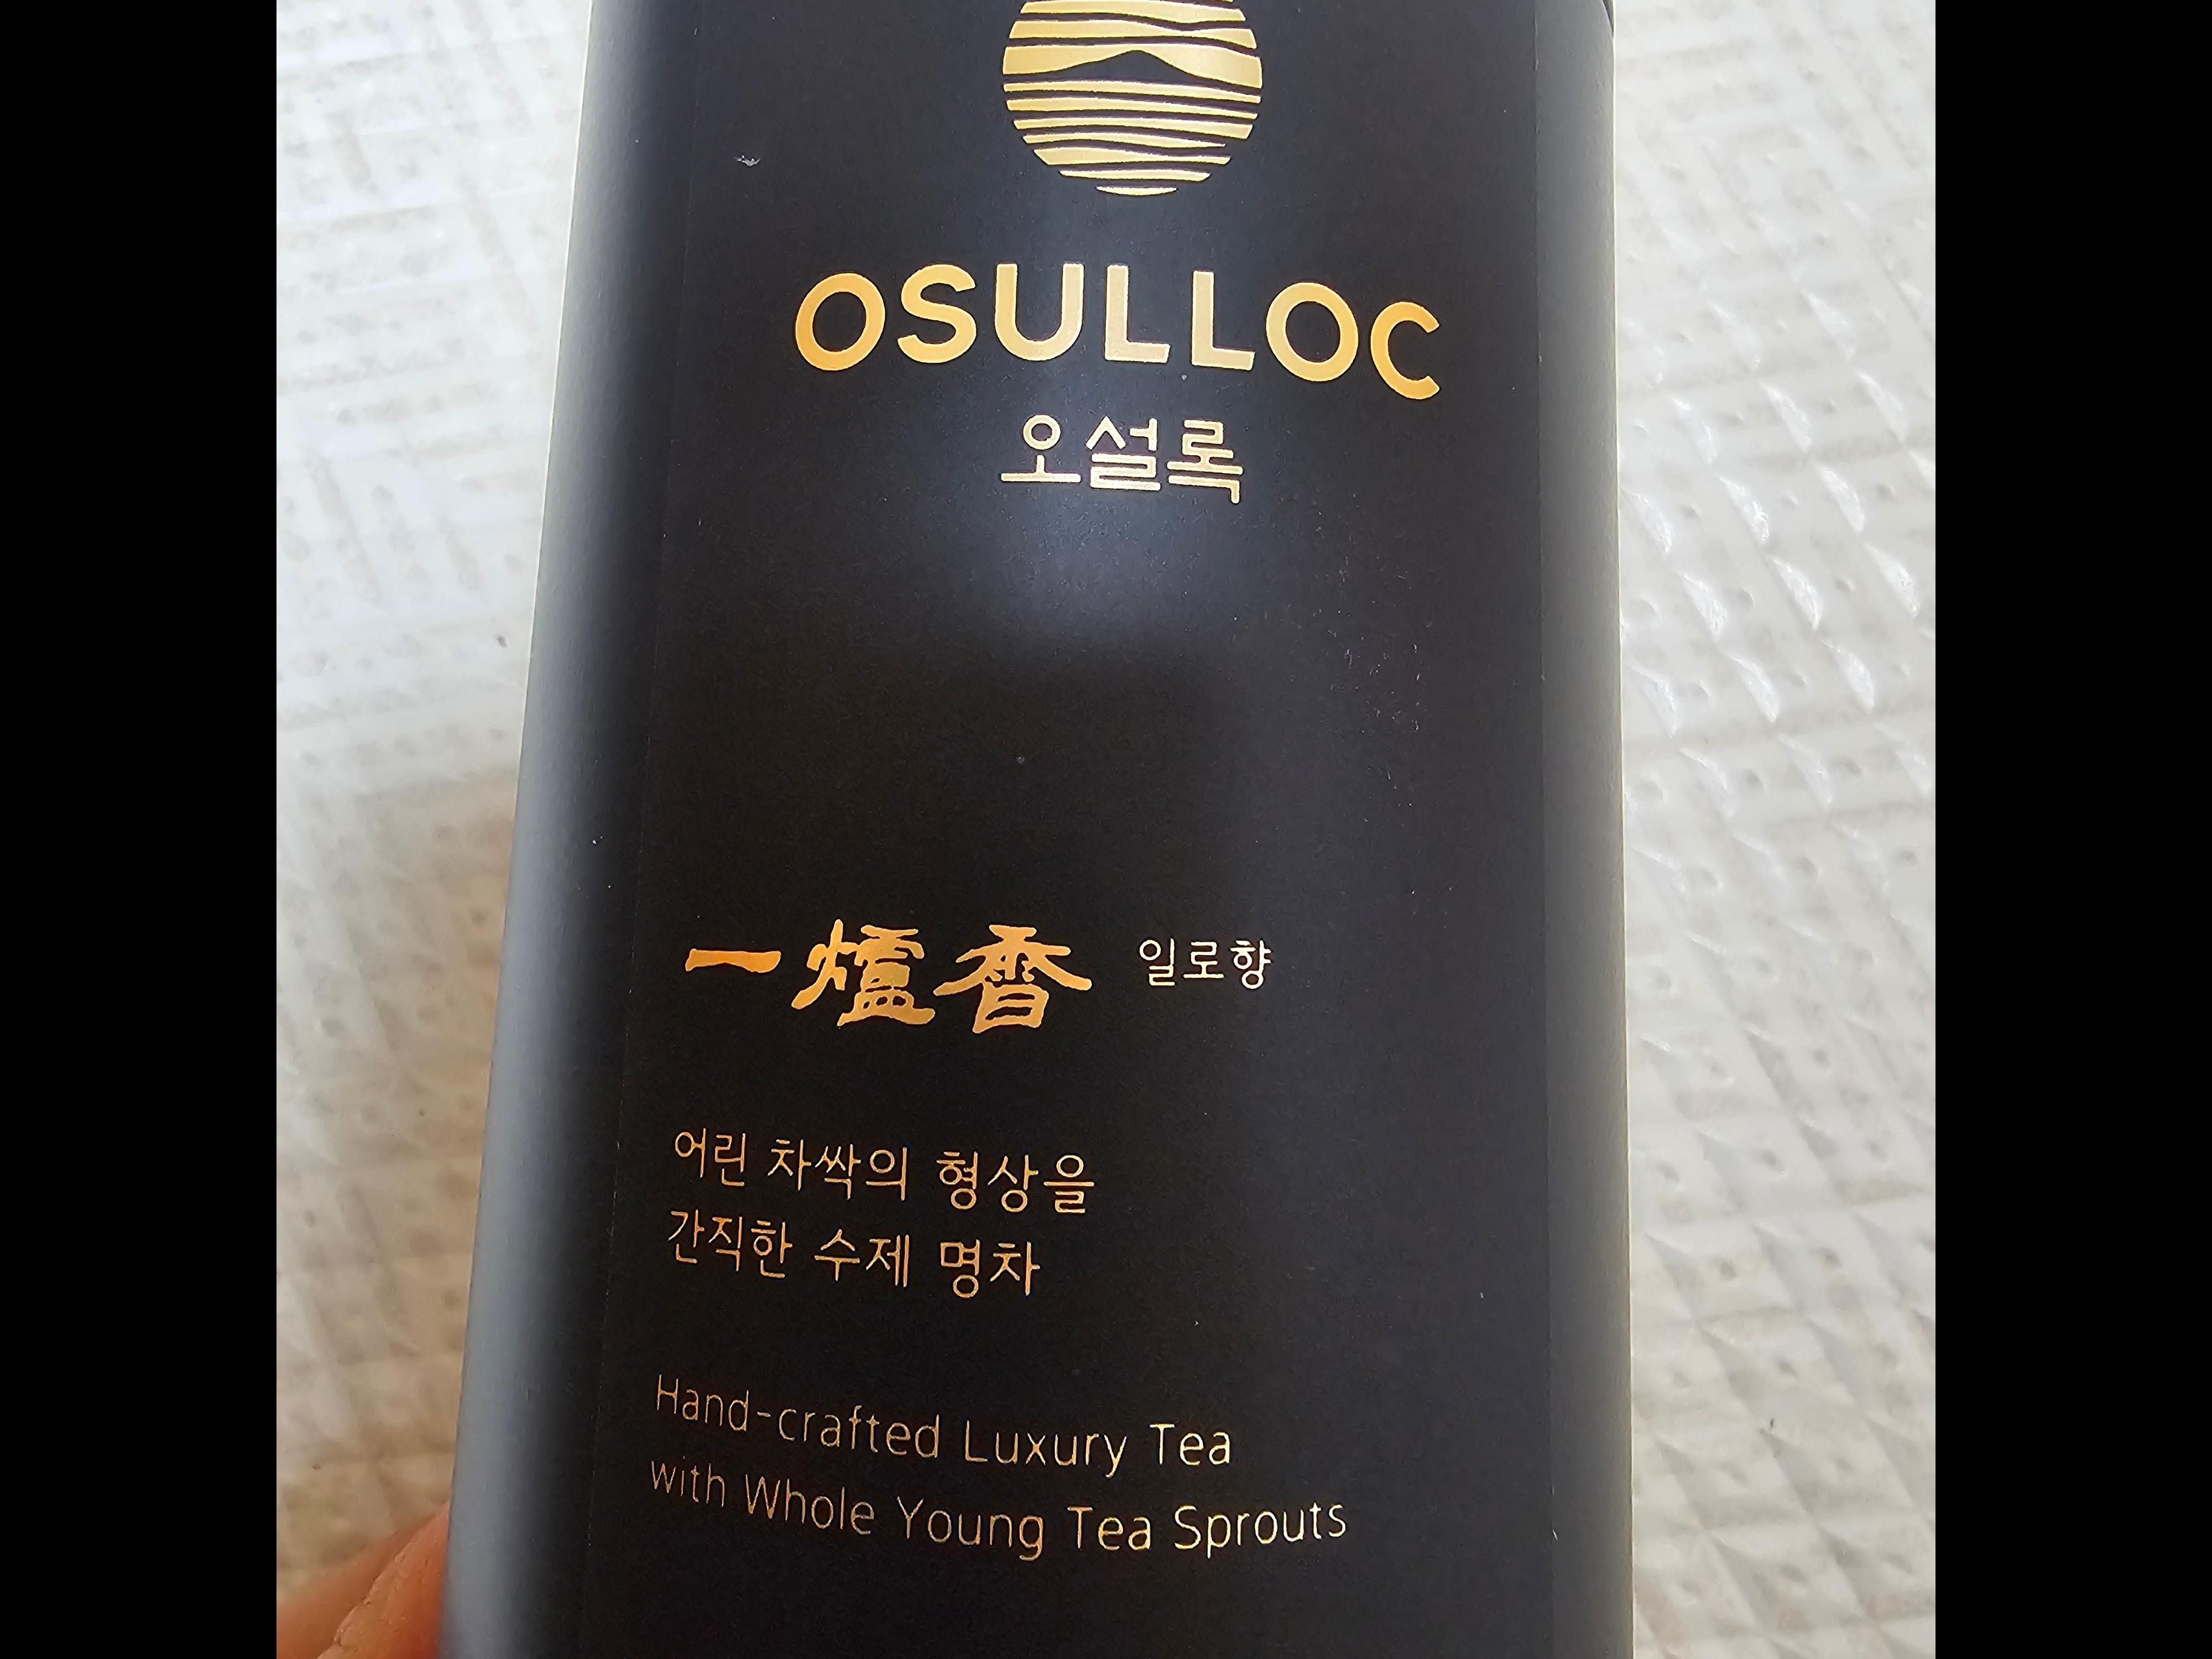 OSULLOC
오설록
一爐香 일로향
어린 차싹의 형상을
간직한 수제 명차
Hand-crafted Luxury Tea
with Whole Young Tea Sprouts